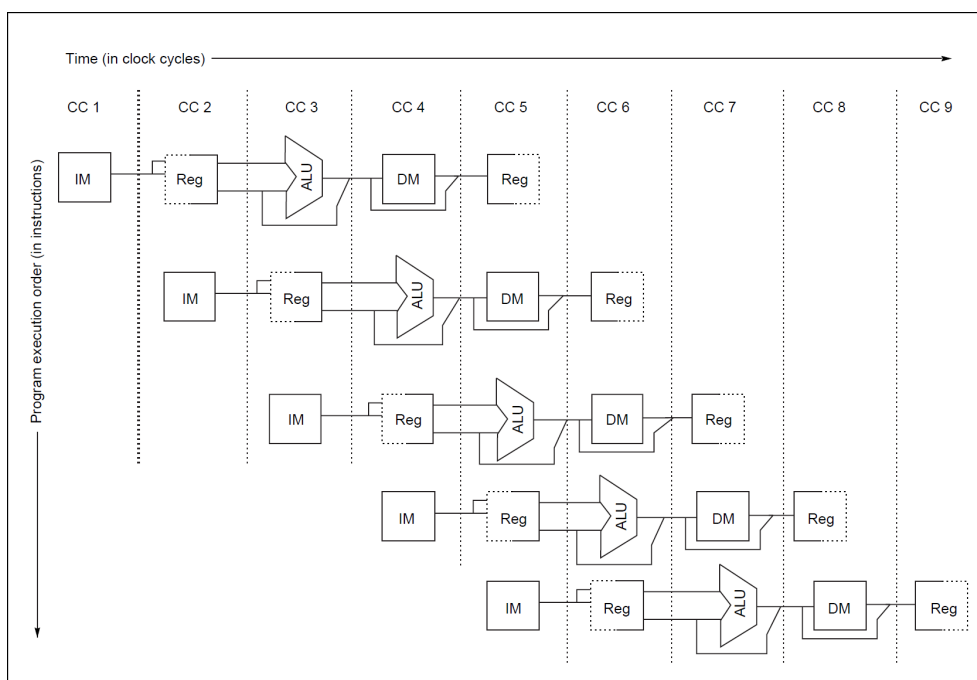 Time (in clock cycles)
CC 1 CC 2 CC 3 CC 4 CC 5 CC 6 CC 7 CC 8 CC 9
Program execution order (in instructions)
IM Reg ALU DM Reg
IM Reg ALU DM Reg
IM Reg ALU DM Reg
IM Reg ALU DM Reg
IM Reg ALU DM Reg